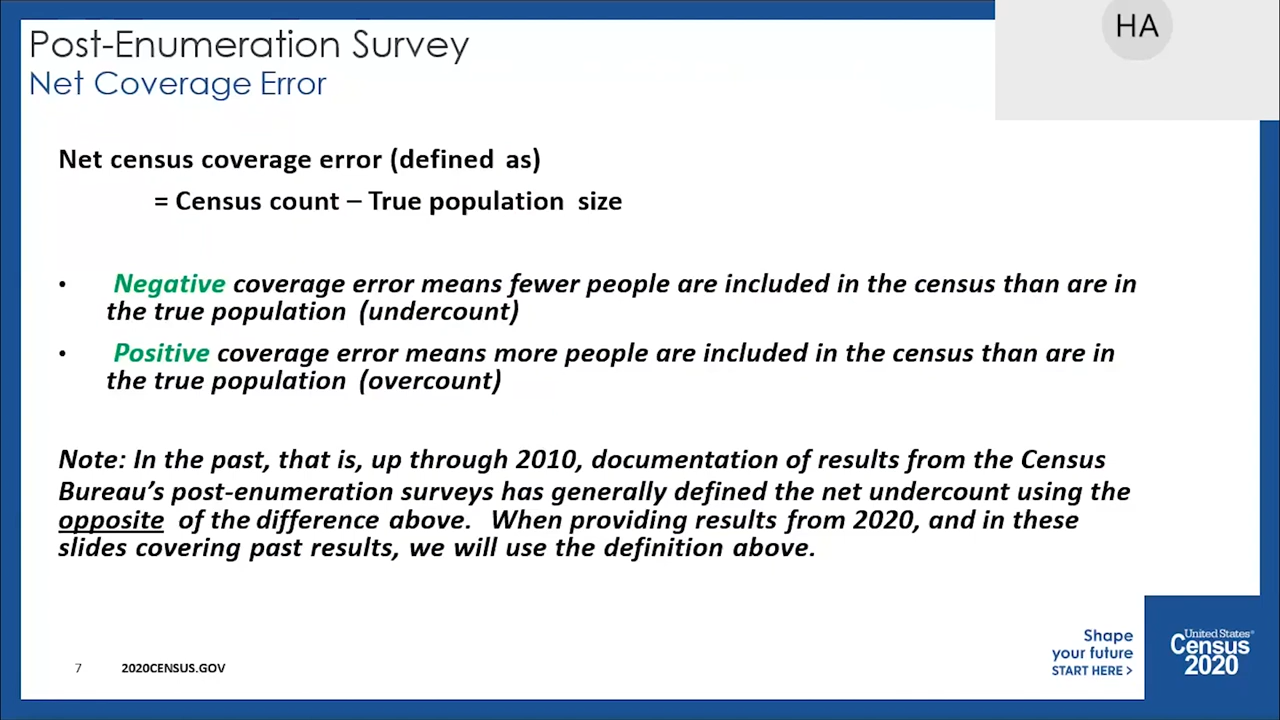 Post-Enumeration Survey
Net Coverage Error
HA
Net census coverage error (defined as)
= Census count – True population size
• Negative coverage error means fewer people are included in the census than are in
the true population (undercount)
• Positive coverage error means more people are included in the census than are in
the true population (overcount)
Note: In the past, that is, up through 2010, documentation of results from the Census
Bureau’s post-enumeration surveys has generally defined the net undercount using the
opposite of the difference above. When providing results from 2020, and in these
slides covering past results, we will use the definition above.
7 2020CENSUS.GOV
Shape
your future
START HERE >
United States®
Census
2020